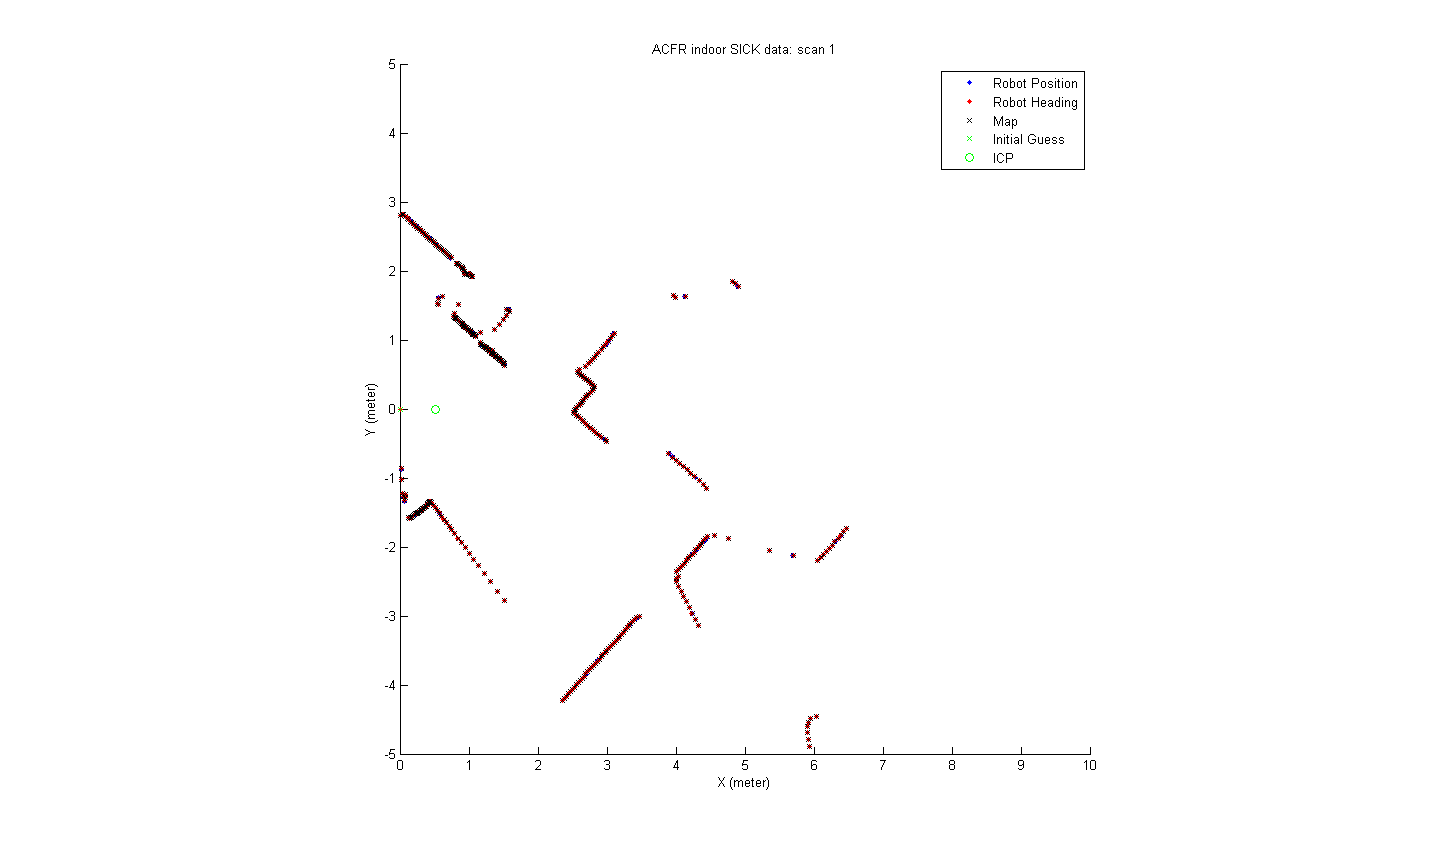 ACFR indoor SICK data: scan 1
Robot Position
Robot Heading
Map
Initial Guess
ICP
5
4
3
2
1
0
-1
-2
-3
-4
-5
Y (meter)
0 1 2 3 4 5 6 7 8 9 10
X (meter)